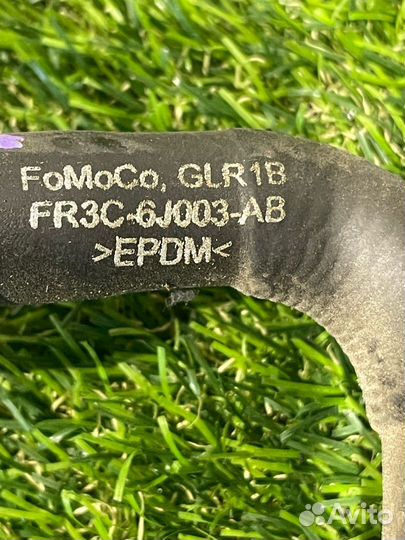 FoMoCo, GLR1B
FR3C-6J003-AB
>EPDM<
Avito